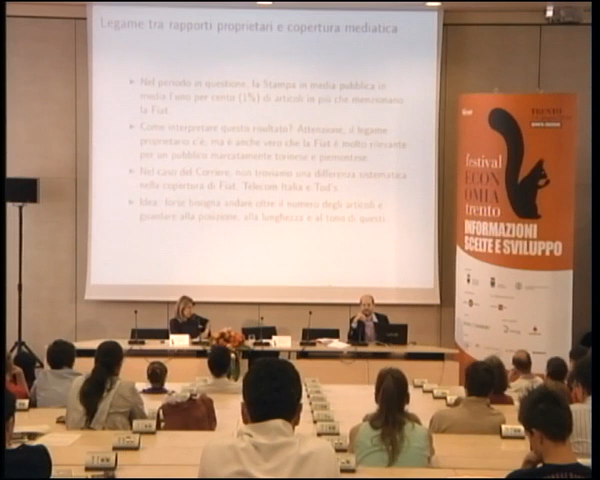 Legame tra rapporti proprietari e copertura mediatica
Nel periodo in questione, la Stampa in media pubblica in
media l'uno per cento (1%) di articoli in più che menzionano
la Fiat
Come interpretare questo risultato? Attenzione, il legame
proprietario c'è, ma è anche vero che la Fiat è molto rilevante
per un pubblico marcatamente torinese e piemontese.
Nel caso del Corriere, non troviamo una differenza sistematica
nella copertura di Fiat, Telecom Italia e Tod's
Idea: forse bisogna andare oltre il numero degli articoli e
guardare alla posizione, alla lunghezza e al tono di questi.
TRENTO
festival
ECON
OMIA
trento
INFORMAZIONI
SCELTE E SVILUPPO